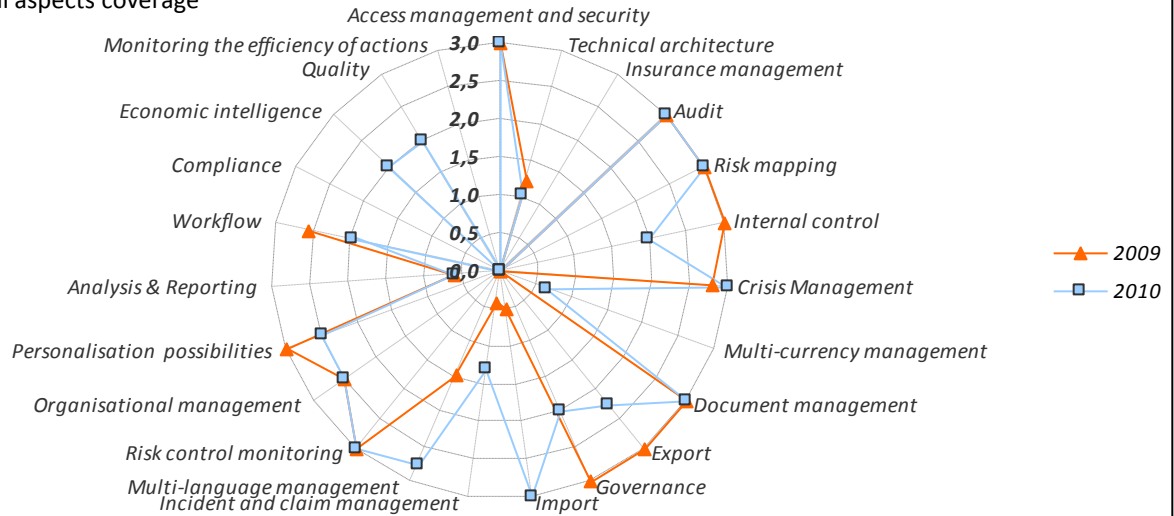 aspects coverage
Access management and security
Monitoring the efficiency of actions
3,0
Technical architecture
Quality
2,5
Insurance management
Economic intelligence
2,0
Audit
Compliance
1,5
Risk mapping
1,0
Workflow
0,5
Internal control
2009
Analysis & Reporting
0,0
Crisis Management
2010
Personalisation possibilities
Multi-currency management
Organisational management
Document management
Risk control monitoring
Export
Multi-language management
Governance
Incident and claim management
Import